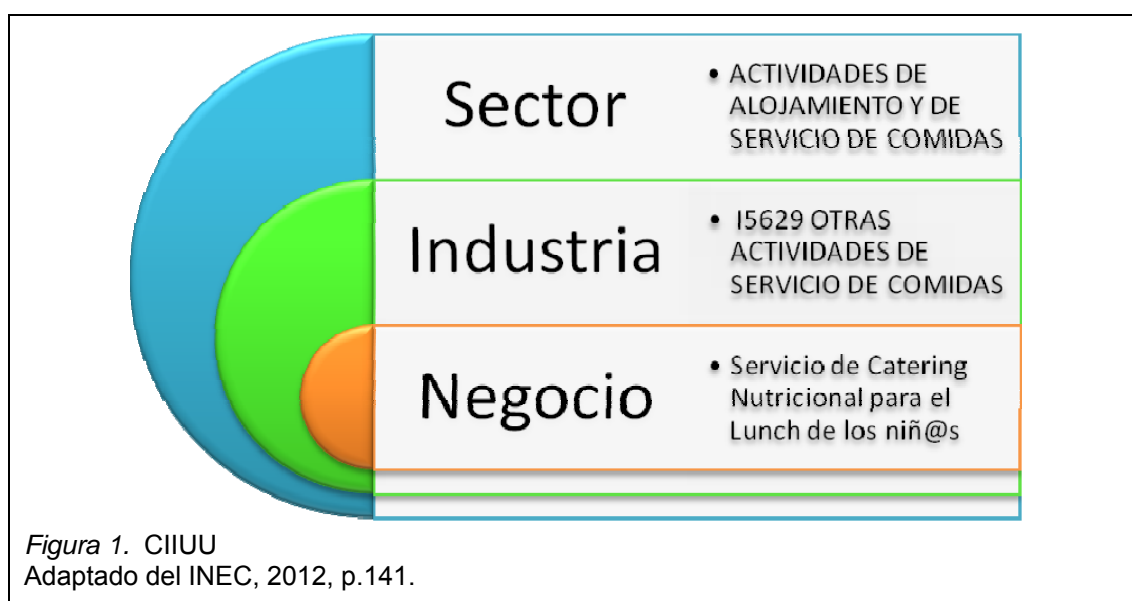 Sector
• ACTIVIDADES DE
ALOJAMIENTO Y DE
SERVICIO DE COMIDAS
Industria
• I5629 OTRAS
ACTIVIDADES DE
SERVICIO DE COMIDAS
Negocio
• Servicio de Catering
Nutricional para el
Lunch de los niñ@s
Figura 1. CIIUU
Adaptado del INEC, 2012, p.141.